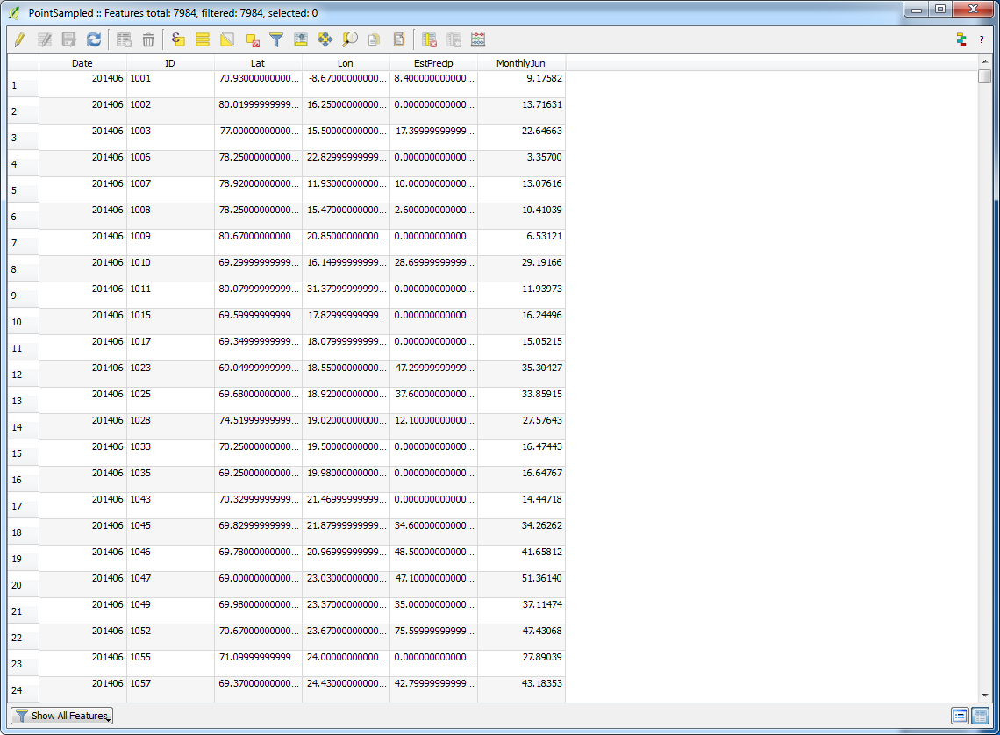 PointSampled :: Features total: 7984, filtered: 7984, selected: 0
?
Date ID Lat Lon EstPrecip MonthlyJun
1 201406 1001 70.93000000000... -8.67000000000... 8.400000000000... 9.17582
2 201406 1002 80.01999999999... 16.25000000000... 0.000000000000... 13.71631
3 201406 1003 77.00000000000... 15.50000000000... 17.39999999999... 22.64663
4 201406 1006 78.25000000000... 22.82999999999... 0.000000000000... 3.35700
5 201406 1007 78.92000000000... 11.93000000000... 10.00000000000... 13.07616
6 201406 1008 78.25000000000... 15.47000000000... 2.600000000000... 10.41039
7 201406 1009 80.67000000000... 20.85000000000... 0.000000000000... 6.53121
8 201406 1010 69.29999999999... 16.14999999999... 28.69999999999... 29.19166
9 201406 1011 80.07999999999... 31.37999999999... 0.000000000000... 11.93973
10 201406 1015 69.59999999999... 17.82999999999... 0.000000000000... 16.24496
11 201406 1017 69.34999999999... 18.07999999999... 0.000000000000... 15.05215
12 201406 1023 69.04999999999... 18.55000000000... 47.29999999999... 35.30427
13 201406 1025 69.68000000000... 18.92000000000... 37.60000000000... 33.85915
14 201406 1028 74.51999999999... 19.02000000000... 12.10000000000... 27.57643
15 201406 1033 70.25000000000... 19.50000000000... 0.000000000000... 16.47443
16 201406 1035 69.25000000000... 19.98000000000... 0.000000000000... 16.64767
17 201406 1043 70.32999999999... 21.46999999999... 0.000000000000... 14.44718
18 201406 1045 69.82999999999... 21.87999999999... 34.60000000000... 34.26262
19 201406 1046 69.78000000000... 20.96999999999... 48.50000000000... 41.65812
20 201406 1047 69.00000000000... 23.03000000000... 47.10000000000... 51.36140
21 201406 1049 69.98000000000... 23.37000000000... 35.00000000000... 37.11474
22 201406 1052 70.67000000000... 23.67000000000... 75.59999999999... 47.43068
23 201406 1055 71.09999999999... 24.00000000000... 0.000000000000... 27.89039
24 201406 1057 69.37000000000... 24.43000000000... 42.79999999999... 43.18353
Show All Features